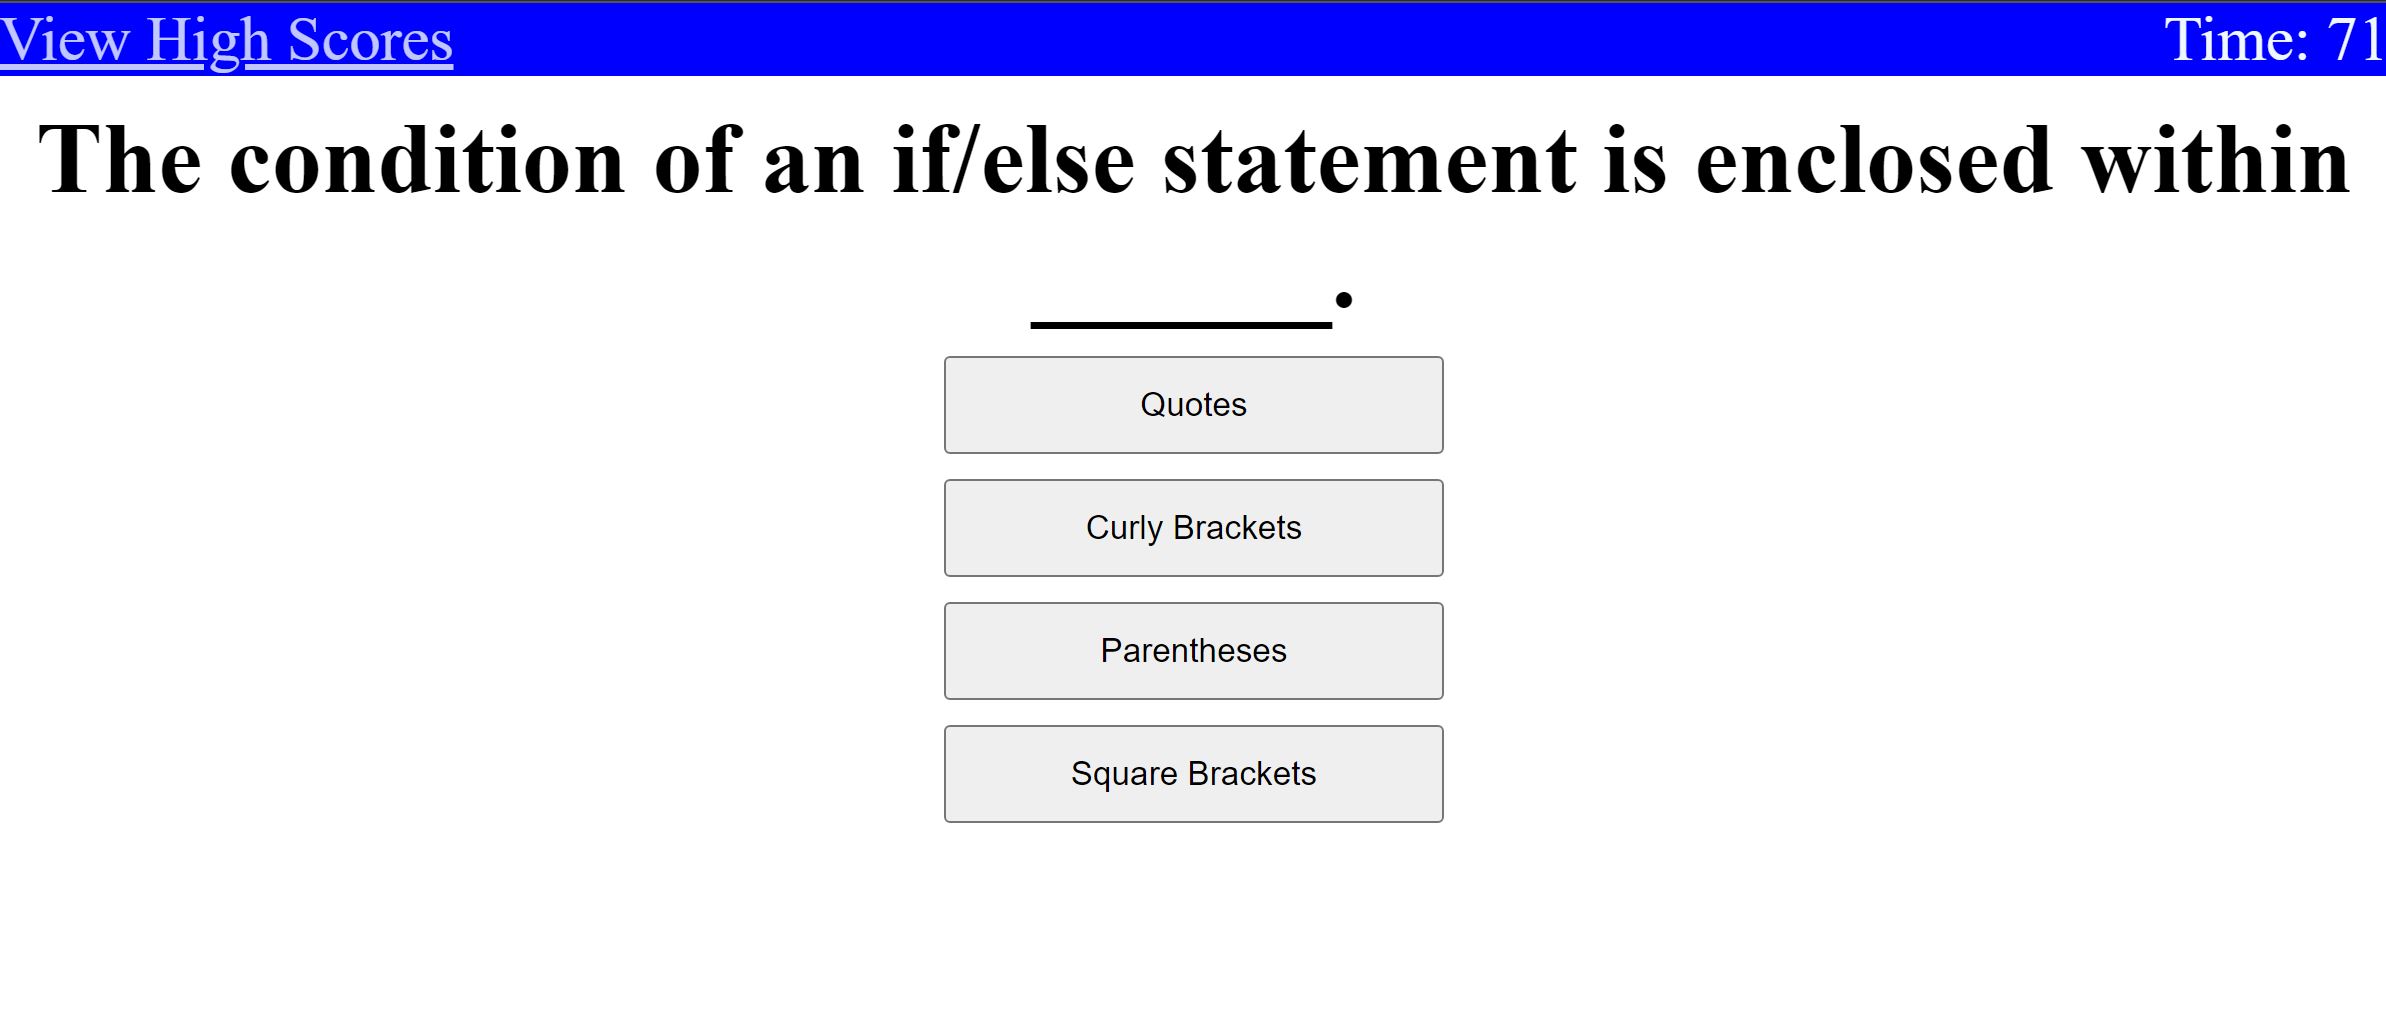 View High Scores
Time: 71
The condition of an if/else statement is enclosed within
______.
Quotes
Curly Brackets
Parentheses
Square Brackets